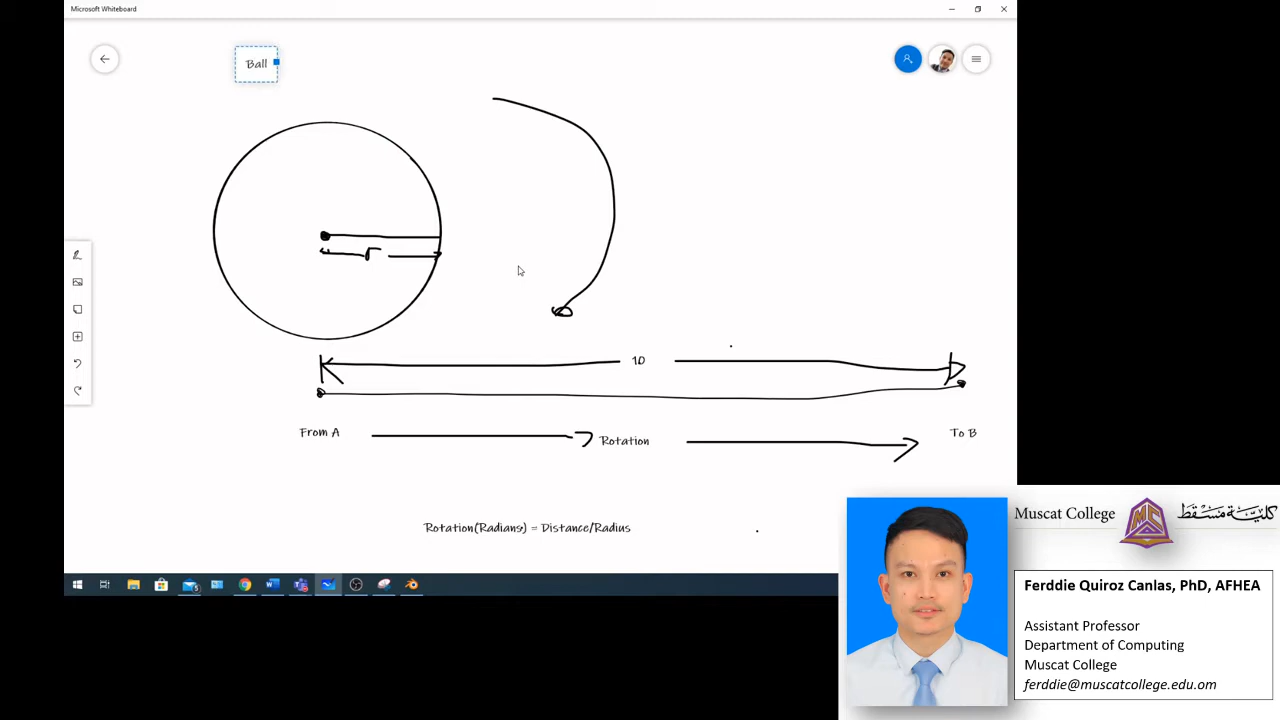 Microsoft Whiteboard
Ball
r
10
From A
Rotation
To B
Rotation(Radians) = Distance/Radius
Muscat College
كلية مسقط
Ferddie Quiroz Canlas, PhD, AFHEA
Assistant Professor
Department of Computing
Muscat College
ferddie@muscatcollege.edu.om